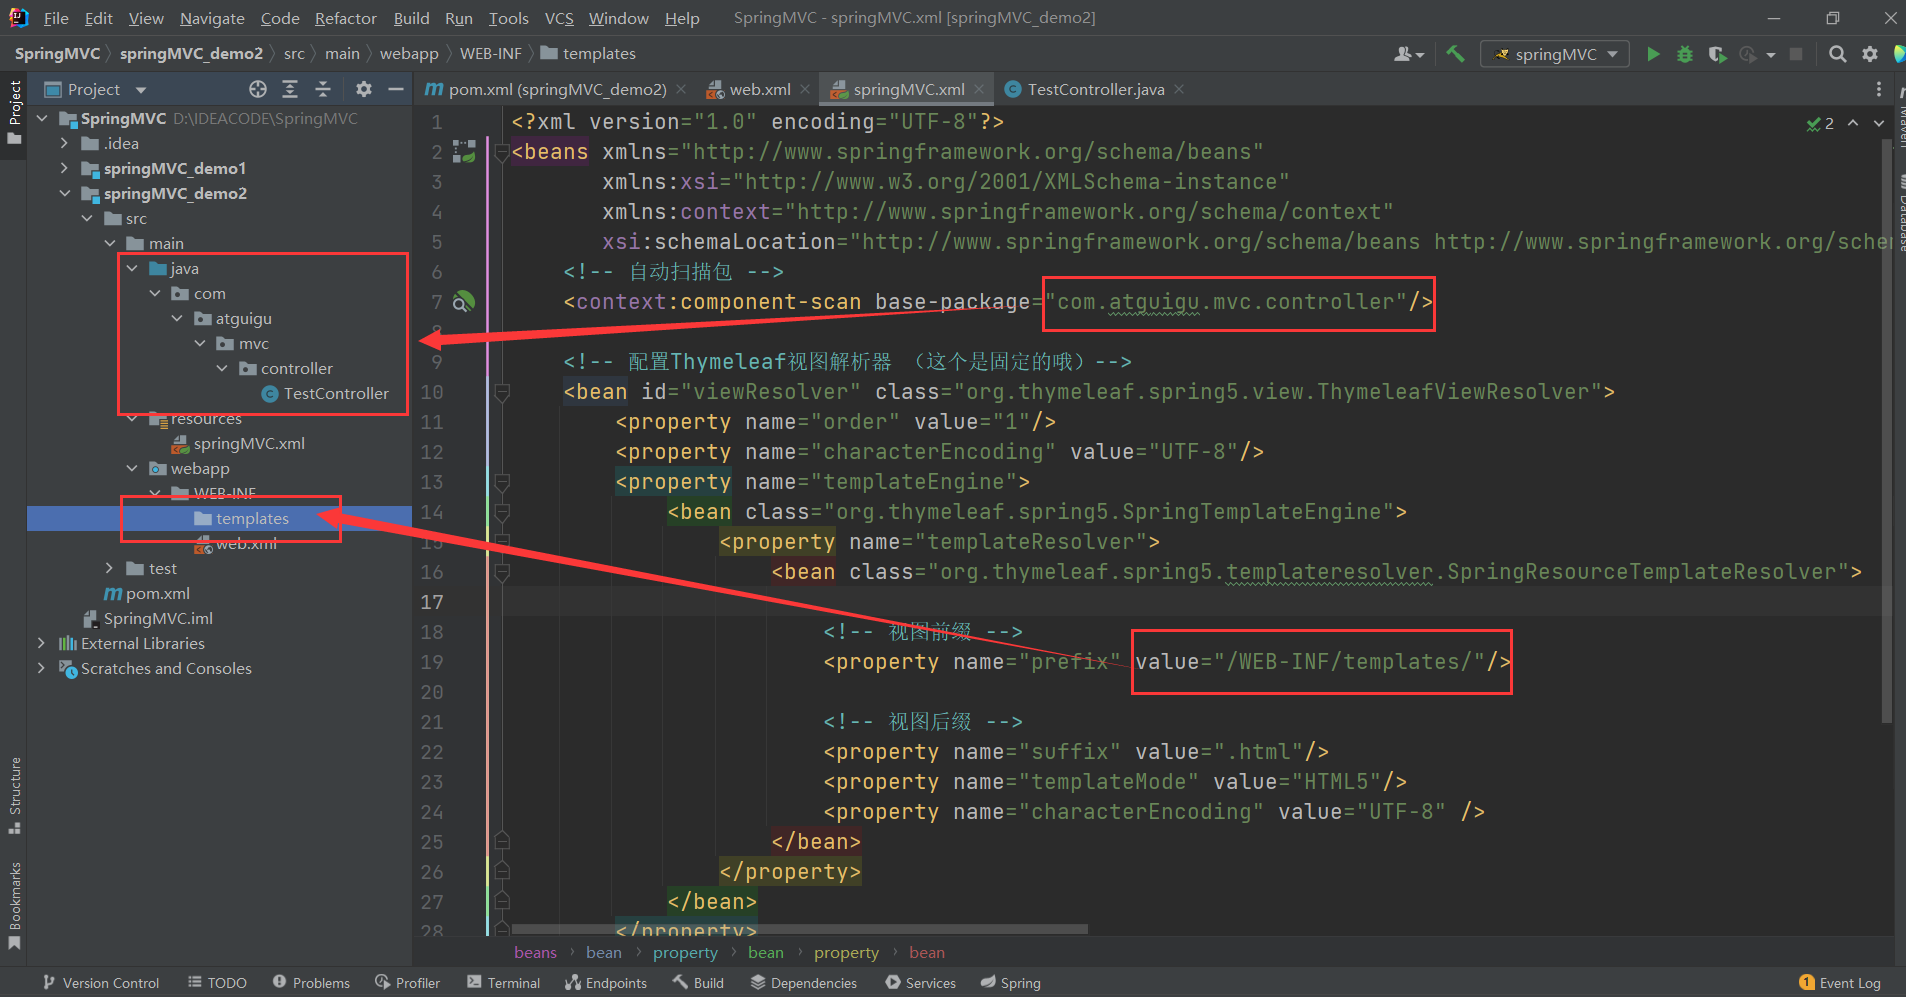 File Edit View Navigate Code Refactor Build Run Tools VCS Window Help SpringMVC - springMVC.xml [springMVC_demo2]
SpringMVC springMVC_demo2 src main webapp WEB-INF templates
springMVC
Project
pom.xml (springMVC_demo2)
web.xml
springMVC.xml
TestController.java
Project
SpringMVC D:\IDEACODE\SpringMVC
.idea
springMVC_demo1
springMVC_demo2
src
main
java
com
atguigu
mvc
controller
TestController
resources
springMVC.xml
webapp
WEB-INF
templates
web.xml
test
pom.xml
SpringMVC.iml
External Libraries
Scratches and Consoles
Structure
Bookmarks
2
Maven
Database
1 <?xml version="1.0" encoding="UTF-8"?>
2 <beans xmlns="http://www.springframework.org/schema/beans"
3 xmlns:xsi="http://www.w3.org/2001/XMLSchema-instance"
4 xmlns:context="http://www.springframework.org/schema/context"
5 xsi:schemaLocation="http://www.springframework.org/schema/beans http://www.springframework.org/schem
6 <!-- 自动扫描包 -->
7 <context:component-scan base-package="com.atguigu.mvc.controller"/>
8
9 <!-- 配置Thymeleaf视图解析器 （这个是固定的哦）-->
10 <bean id="viewResolver" class="org.thymeleaf.spring5.view.ThymeleafViewResolver">
11 <property name="order" value="1"/>
12 <property name="characterEncoding" value="UTF-8"/>
13 <property name="templateEngine">
14 <bean class="org.thymeleaf.spring5.SpringTemplateEngine">
15 <property name="templateResolver">
16 <bean class="org.thymeleaf.spring5.templateresolver.SpringResourceTemplateResolver">
17
18 <!-- 视图前缀 -->
19 <property name="prefix" value="/WEB-INF/templates/"/>
20
21 <!-- 视图后缀 -->
22 <property name="suffix" value=".html"/>
23 <property name="templateMode" value="HTML5"/>
24 <property name="characterEncoding" value="UTF-8" />
25 </bean>
26 </property>
27 </bean>
28 </property>
beans bean property bean property bean
Version Control TODO Problems Profiler Terminal Endpoints Build Dependencies Services Spring 1 Event Log